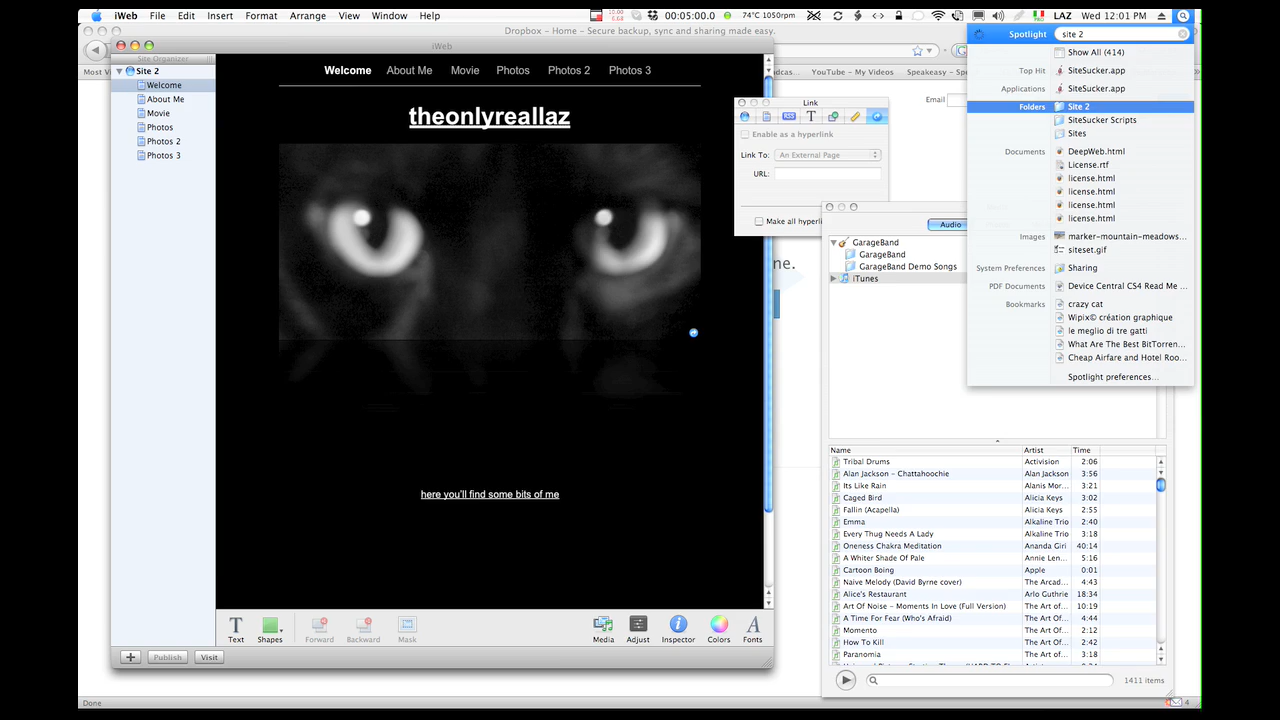 iWeb File Edit Insert Format Arrange View Window Help 00:05:00.0 74°C 1050rpm LAZ Wed 12:01 PM
Dropbox – Home – Secure backup, sync and sharing made easy.
Spotlight site 2
iWeb
Site Organizer
Site 2
Welcome
About Me
Movie
Photos
Photos 2
Photos 3
Welcome About Me Movie Photos Photos 2 Photos 3
theonlyreallaz
here you'll find some bits of me
Text Shapes Forward Backward Mask Media Adjust Inspector Colors Fonts
Publish Visit
Done
Most Vi
YouTube – My Videos
Email
Link
RSS
Enable as a hyperlink
Link To: An External Page
URL:
Make all hyperli
ne.
Show All (414)
Top Hit SiteSucker.app
Applications SiteSucker.app
Folders Site 2
SiteSucker Scripts
Sites
Documents DeepWeb.html
License.rtf
license.html
license.html
license.html
license.html
Images marker-mountain-meadows...
siteset.gif
System Preferences Sharing
PDF Documents Device Central CS4 Read Me ...
Bookmarks crazy cat
Wipix© création graphique
le meglio di tre gatti
What Are The Best BitTorren...
Cheap Airfare and Hotel Roo...
Spotlight preferences...
Audio
GarageBand
GarageBand
GarageBand Demo Songs
iTunes
Name Artist Time
Tribal Drums Activision 2:06
Alan Jackson – Chattahoochie Alan Jackson 3:56
Its Like Rain Alanis Mor... 3:21
Caged Bird Alicia Keys 3:02
Fallin (Acapella) Alicia Keys 2:55
Emma Alkaline Trio 2:40
Every Thug Needs A Lady Alkaline Trio 3:18
Oneness Chakra Meditation Ananda Giri 40:14
A Whiter Shade Of Pale Annie Len... 5:16
Cartoon Boing Apple 0:01
Naive Melody (David Byrne cover) The Arcad... 4:43
Alice's Restaurant Arlo Guthrie 18:34
Art Of Noise – Moments In Love (Full Version) The Art of... 10:19
A Time For Fear (Who's Afraid) The Art of... 4:44
Momento The Art of... 2:12
How To Kill The Art of... 2:42
Paranomia The Art of... 3:18
1411 items
4